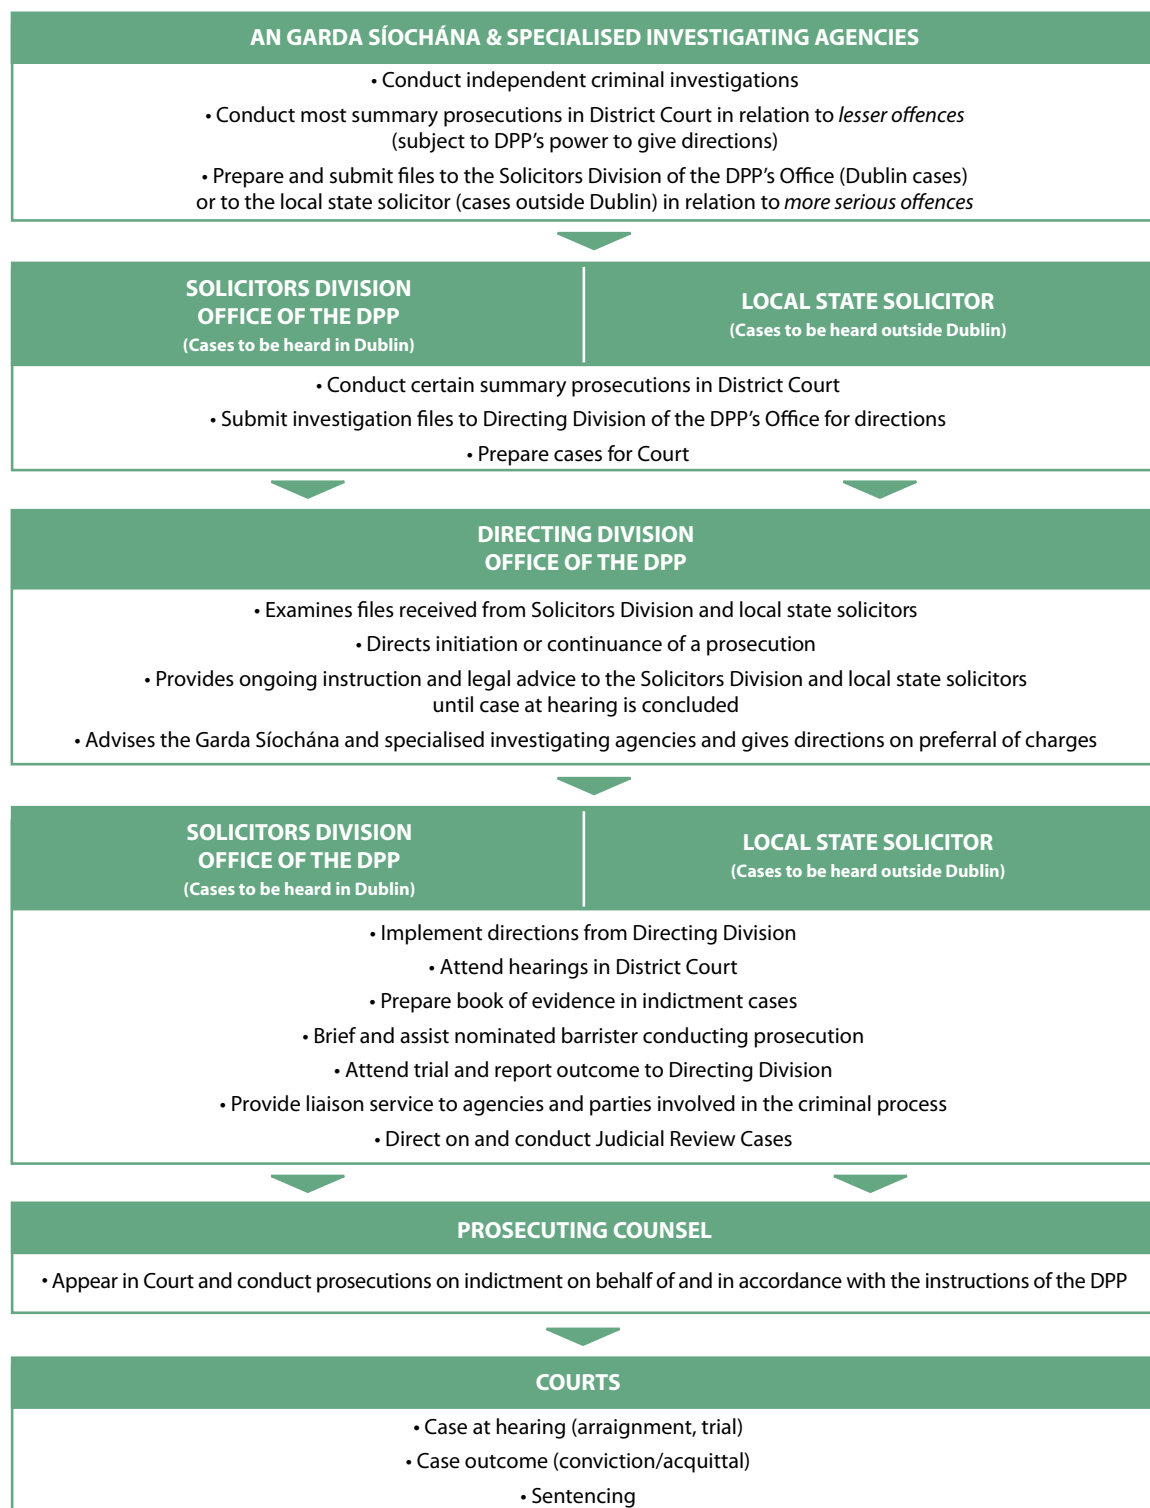 AN GARDA SÍOCHÁNA & SPECIALISED INVESTIGATING AGENCIES
• Conduct independent criminal investigations
• Conduct most summary prosecutions in District Court in relation to lesser offences
(subject to DPP's power to give directions)
• Prepare and submit files to the Solicitors Division of the DPP's Office (Dublin cases)
or to the local state solicitor (cases outside Dublin) in relation to more serious offences
SOLICITORS DIVISION
OFFICE OF THE DPP
(Cases to be heard in Dublin)
LOCAL STATE SOLICITOR
(Cases to be heard outside Dublin)
• Conduct certain summary prosecutions in District Court
• Submit investigation files to Directing Division of the DPP's Office for directions
• Prepare cases for Court
DIRECTING DIVISION
OFFICE OF THE DPP
• Examines files received from Solicitors Division and local state solicitors
• Directs initiation or continuance of a prosecution
• Provides ongoing instruction and legal advice to the Solicitors Division and local state solicitors
until case at hearing is concluded
• Advises the Garda Síochána and specialised investigating agencies and gives directions on preferral of charges
SOLICITORS DIVISION
OFFICE OF THE DPP
(Cases to be heard in Dublin)
LOCAL STATE SOLICITOR
(Cases to be heard outside Dublin)
• Implement directions from Directing Division
• Attend hearings in District Court
• Prepare book of evidence in indictment cases
• Brief and assist nominated barrister conducting prosecution
• Attend trial and report outcome to Directing Division
• Provide liaison service to agencies and parties involved in the criminal process
• Direct on and conduct Judicial Review Cases
PROSECUTING COUNSEL
• Appear in Court and conduct prosecutions on indictment on behalf of and in accordance with the instructions of the DPP
COURTS
• Case at hearing (arraignment, trial)
• Case outcome (conviction/acquittal)
• Sentencing